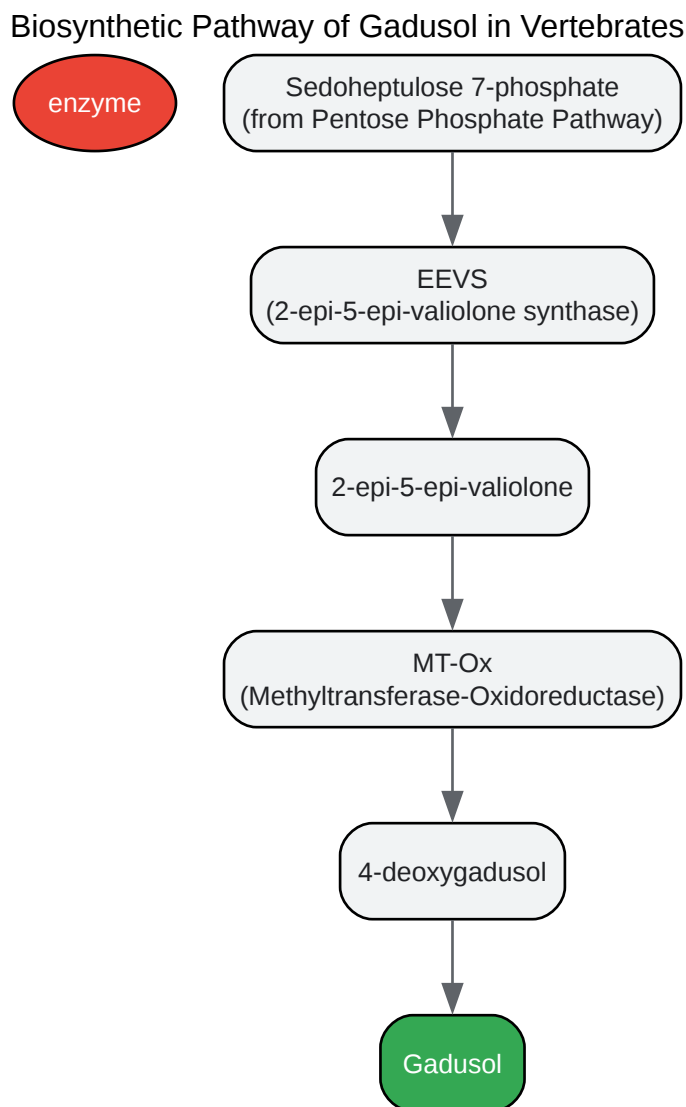 Biosynthetic Pathway of Gadusol in Vertebrates
enzyme
Sedoheptulose 7-phosphate
(from Pentose Phosphate Pathway)
EEVS
(2-epi-5-epi-valiolone synthase)
2-epi-5-epi-valiolone
MT-Ox
(Methyltransferase-Oxidoreductase)
4-deoxygadusol
Gadusol